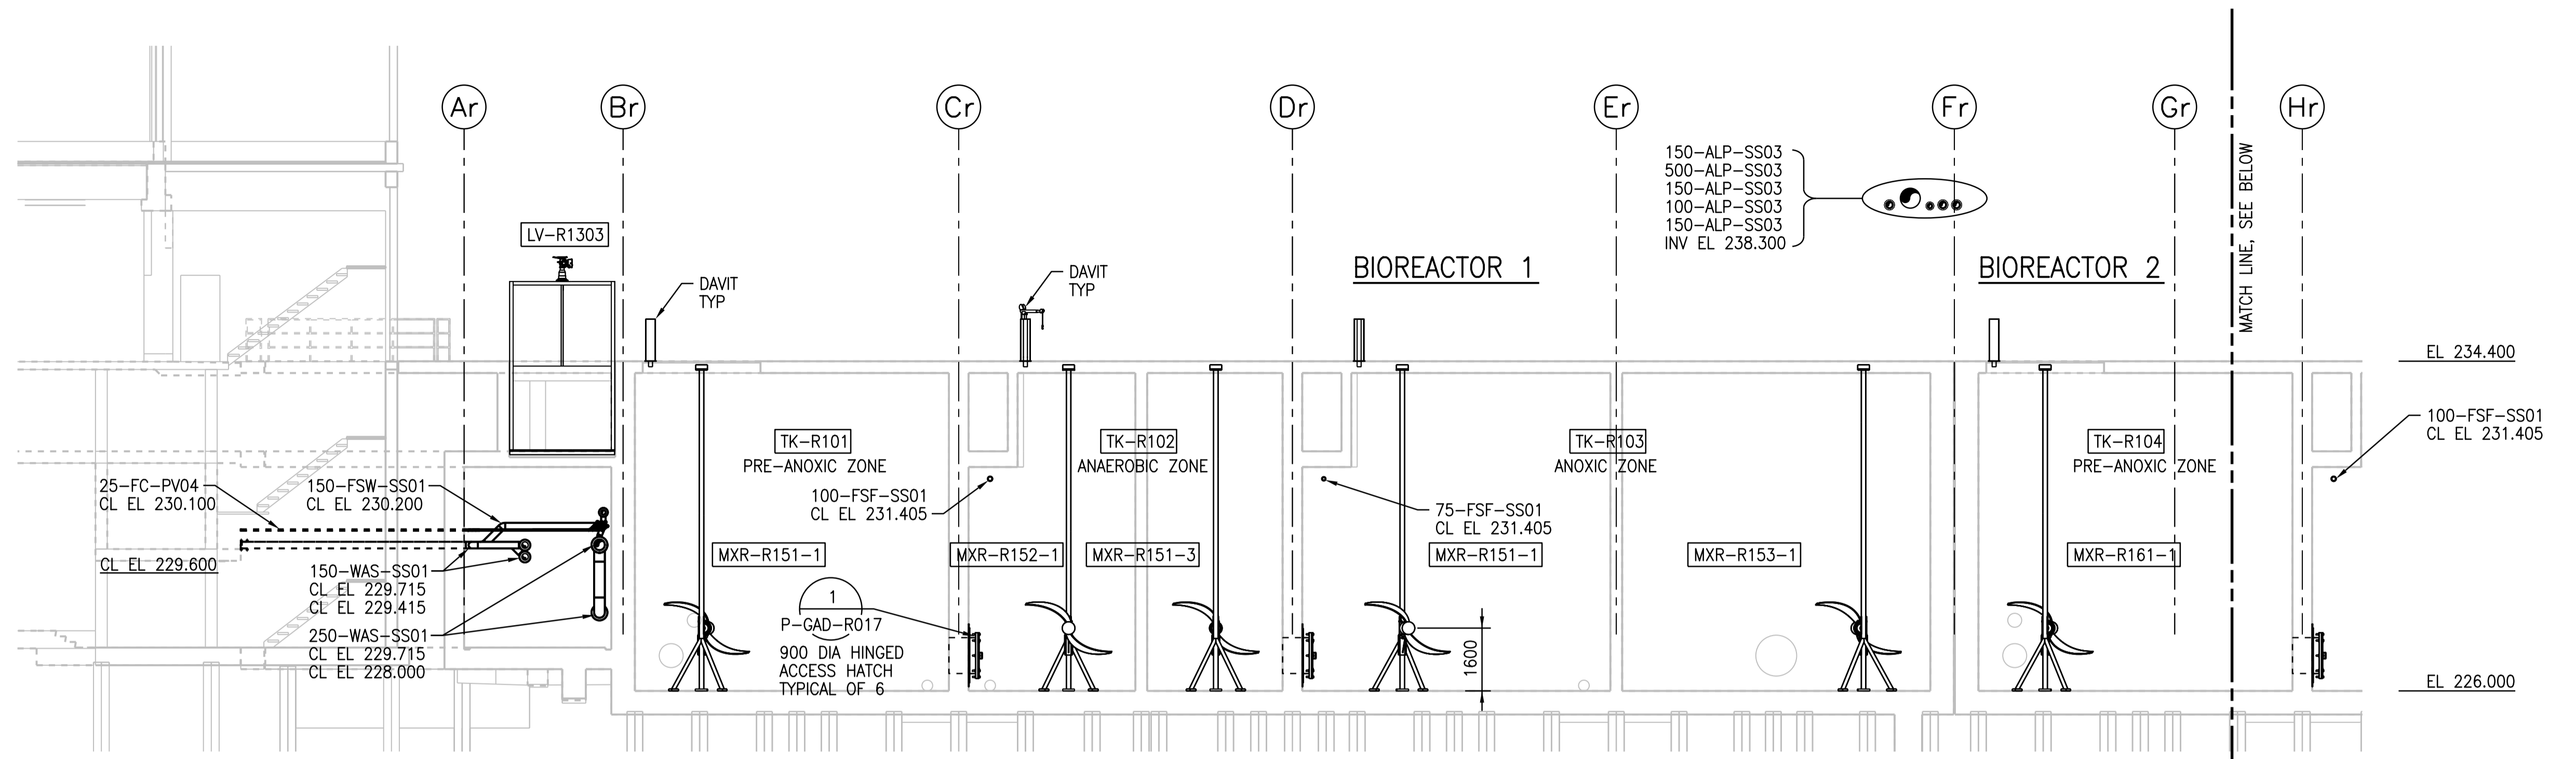 Ar
Br
Cr
Dr
Er
Fr
Gr
Hr
150-ALP-SS03
500-ALP-SS03
150-ALP-SS03
100-ALP-SS03
150-ALP-SS03
INV EL 238.300
MATCH LINE, SEE BELOW
LV-R1303
DAVIT
TYP
DAVIT
TYP
BIOREACTOR 1
BIOREACTOR 2
EL 234.400
TK-R101
PRE-ANOXIC ZONE
TK-R102
ANAEROBIC ZONE
TK-R103
ANOXIC ZONE
TK-R104
PRE-ANOXIC ZONE
100-FSF-SS01
CL EL 231.405
25-FC-PV04
CL EL 230.100
150-FSW-SS01
CL EL 230.200
100-FSF-SS01
CL EL 231.405
75-FSF-SS01
CL EL 231.405
CL EL 229.600
150-WAS-SS01
CL EL 229.715
CL EL 229.415
250-WAS-SS01
CL EL 229.715
CL EL 228.000
MXR-R151-1
MXR-R152-1
MXR-R151-3
MXR-R151-1
MXR-R153-1
MXR-R161-1
1
P-GAD-R017
900 DIA HINGED
ACCESS HATCH
TYPICAL OF 6
1600
EL 226.000